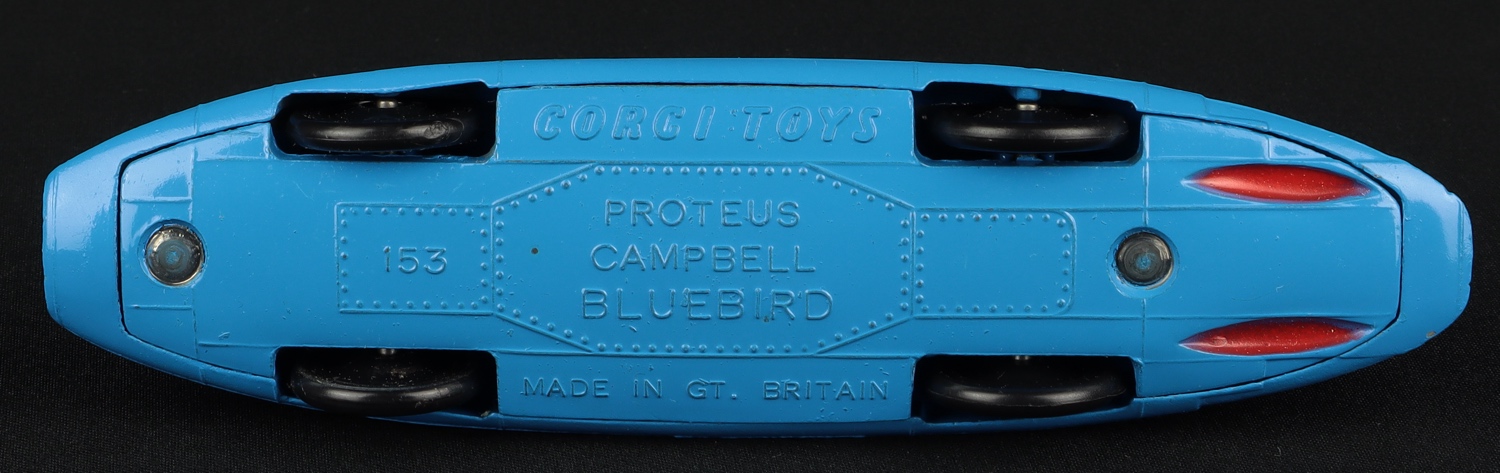 CORGI TOYS
153
PROTEUS
CAMPBELL
BLUEBIRD
MADE IN GT. BRITAIN